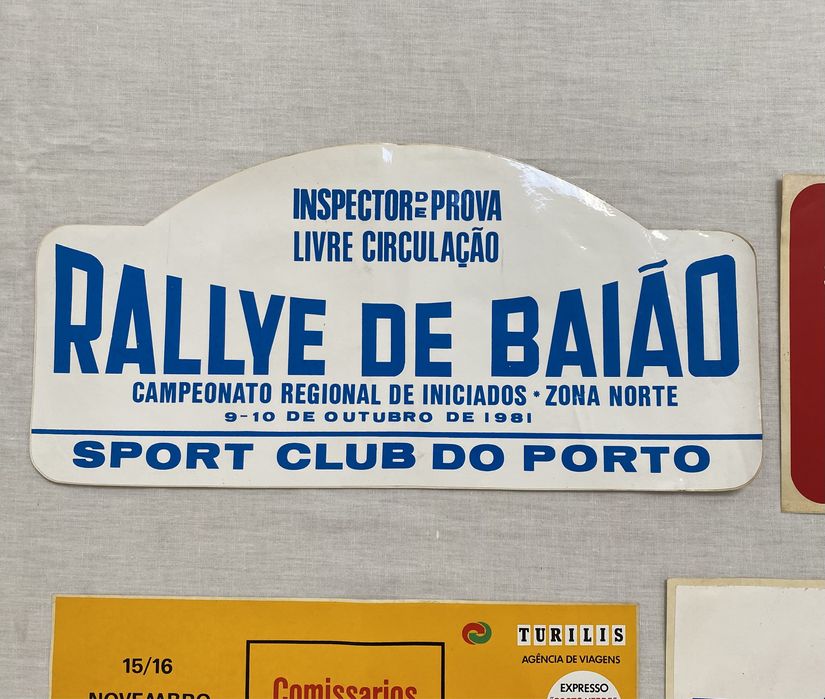 INSPECTOR DE PROVA
LIVRE CIRCULAÇÃO
RALLYE DE BAIÃO
CAMPEONATO REGIONAL DE INICIADOS * ZONA NORTE
9-10 DE OUTUBRO DE 1981
SPORT CLUB DO PORTO
15/16
NOVEMBRO
Comissarios
TURILIS
AGÊNCIA DE VIAGENS
EXPRESSO